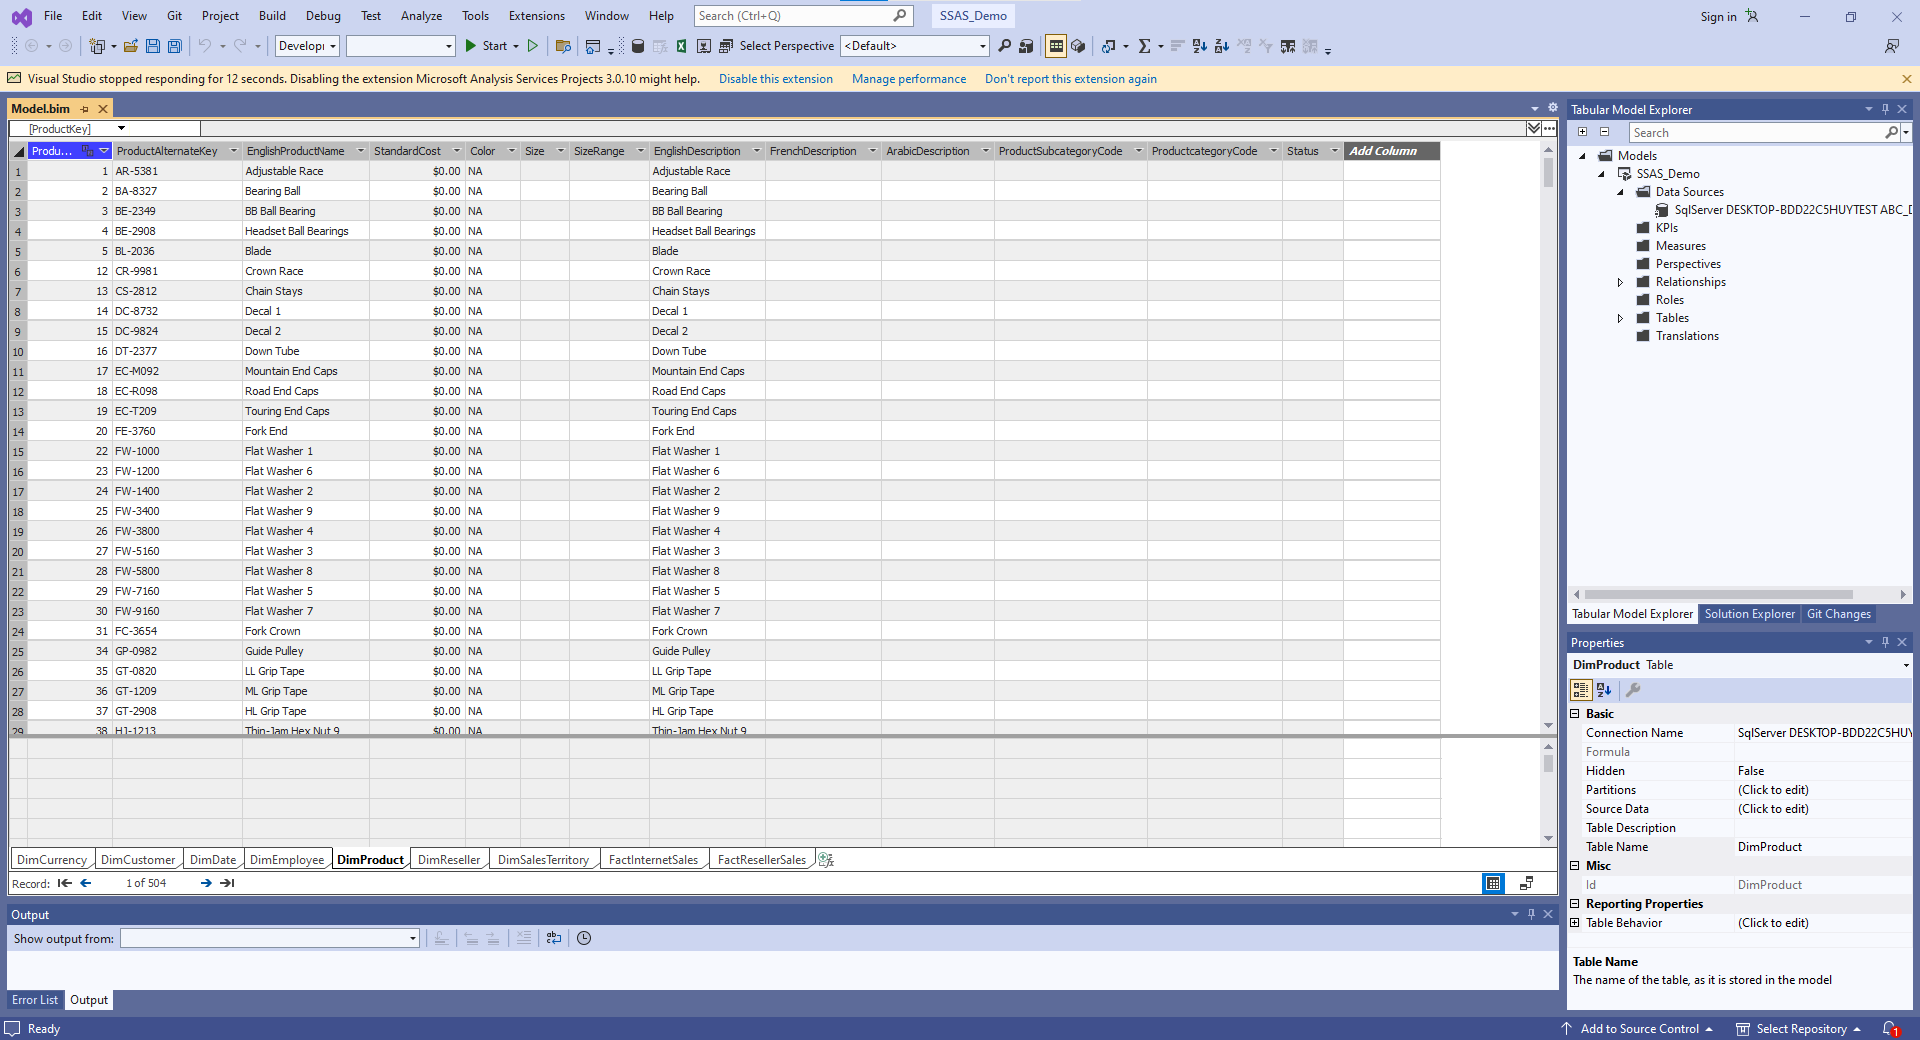 File Edit View Git Project Build Debug Test Analyze Tools Extensions Window Help Search (Ctrl+Q) SSAS_Demo Sign in
Developi Start Select Perspective <Default>
Visual Studio stopped responding for 12 seconds. Disabling the extension Microsoft Analysis Services Projects 3.0.10 might help. Disable this extension Manage performance Don't report this extension again
Model.bim
[ProductKey]
Produ... ProductAlternateKey EnglishProductName StandardCost Color Size SizeRange EnglishDescription FrenchDescription ArabicDescription ProductSubcategoryCode ProductcategoryCode Status Add Column
1 1 AR-5381 Adjustable Race $0.00 NA Adjustable Race
2 2 BA-8327 Bearing Ball $0.00 NA Bearing Ball
3 3 BE-2349 BB Ball Bearing $0.00 NA BB Ball Bearing
4 4 BE-2908 Headset Ball Bearings $0.00 NA Headset Ball Bearings
5 5 BL-2036 Blade $0.00 NA Blade
6 12 CR-9981 Crown Race $0.00 NA Crown Race
7 13 CS-2812 Chain Stays $0.00 NA Chain Stays
8 14 DC-8732 Decal 1 $0.00 NA Decal 1
9 15 DC-9824 Decal 2 $0.00 NA Decal 2
10 16 DT-2377 Down Tube $0.00 NA Down Tube
11 17 EC-M092 Mountain End Caps $0.00 NA Mountain End Caps
12 18 EC-R098 Road End Caps $0.00 NA Road End Caps
13 19 EC-T209 Touring End Caps $0.00 NA Touring End Caps
14 20 FE-3760 Fork End $0.00 NA Fork End
15 22 FW-1000 Flat Washer 1 $0.00 NA Flat Washer 1
16 23 FW-1200 Flat Washer 6 $0.00 NA Flat Washer 6
17 24 FW-1400 Flat Washer 2 $0.00 NA Flat Washer 2
18 25 FW-3400 Flat Washer 9 $0.00 NA Flat Washer 9
19 26 FW-3800 Flat Washer 4 $0.00 NA Flat Washer 4
20 27 FW-5160 Flat Washer 3 $0.00 NA Flat Washer 3
21 28 FW-5800 Flat Washer 8 $0.00 NA Flat Washer 8
22 29 FW-7160 Flat Washer 5 $0.00 NA Flat Washer 5
23 30 FW-9160 Flat Washer 7 $0.00 NA Flat Washer 7
24 31 FC-3654 Fork Crown $0.00 NA Fork Crown
25 34 GP-0982 Guide Pulley $0.00 NA Guide Pulley
26 35 GT-0820 LL Grip Tape $0.00 NA LL Grip Tape
27 36 GT-1209 ML Grip Tape $0.00 NA ML Grip Tape
28 37 GT-2908 HL Grip Tape $0.00 NA HL Grip Tape
29 38 HJ-1213 Thin-Jam Hex Nut 9 $0.00 NA Thin-Jam Hex Nut 9
DimCurrency DimCustomer DimDate DimEmployee DimProduct DimReseller DimSalesTerritory FactInternetSales FactResellerSales
Record: 1 of 504
Output
Show output from:
Error List Output
Tabular Model Explorer
Search
Models
SSAS_Demo
Data Sources
SqlServer DESKTOP-BDD22C5HUYTEST ABC_D
KPIs
Measures
Perspectives
Relationships
Roles
Tables
Translations
Tabular Model Explorer Solution Explorer Git Changes
Properties
DimProduct Table
Basic
Connection Name SqlServer DESKTOP-BDD22C5HUY
Formula
Hidden False
Partitions (Click to edit)
Source Data (Click to edit)
Table Description
Table Name DimProduct
Misc
Id DimProduct
Reporting Properties
Table Behavior (Click to edit)
Table Name
The name of the table, as it is stored in the model
Ready Add to Source Control Select Repository 1